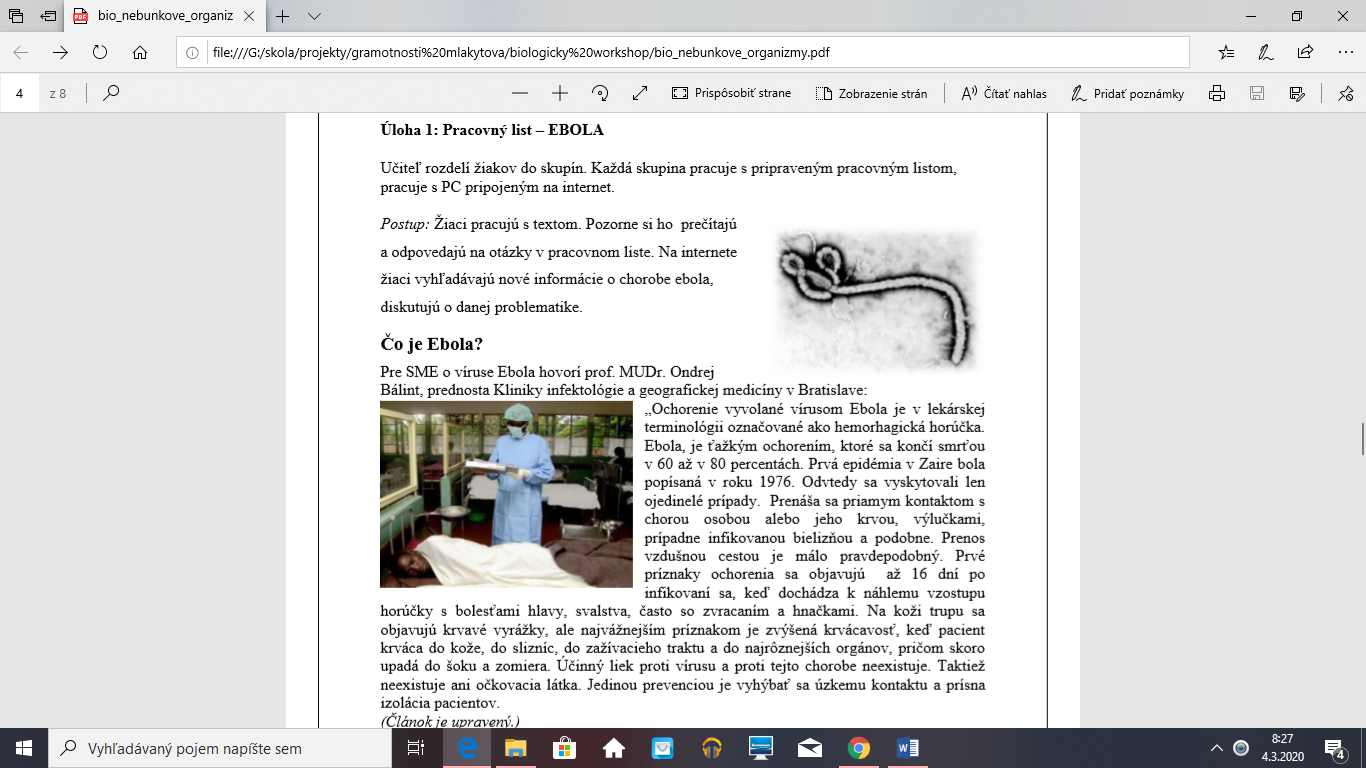 bio_nebunkove_organiz
file:///G:/skola/projekty/gramotnosti%20mlakytova/biologicky%20workshop/bio_nebunkove_organizmy.pdf
4 z 8 Prispôsobiť strane Zobrazenie strán Čítať nahlas Pridať poznámky
Úloha 1: Pracovný list – EBOLA
Učiteľ rozdelí žiakov do skupín. Každá skupina pracuje s pripraveným pracovným listom,
pracuje s PC pripojeným na internet.
Postup: Žiaci pracujú s textom. Pozorne si ho prečítajú
a odpovedajú na otázky v pracovnom liste. Na internete
žiaci vyhľadávajú nové informácie o chorobe ebola,
diskutujú o danej problematike.
Čo je Ebola?
Pre SME o víruse Ebola hovorí prof. MUDr. Ondrej
Bálint, prednosta Kliniky infektológie a geografickej medicíny v Bratislave:
„Ochorenie vyvolané vírusom Ebola je v lekárskej
terminológii označované ako hemorhagická horúčka.
Ebola, je ťažkým ochorením, ktoré sa končí smrťou
v 60 až v 80 percentách. Prvá epidémia v Zaire bola
popísaná v roku 1976. Odvtedy sa vyskytovali len
ojedinelé prípady. Prenáša sa priamym kontaktom s
chorou osobou alebo jeho krvou, výlučkami,
prípadne infikovanou bielizňou a podobne. Prenos
vzdušnou cestou je málo pravdepodobný. Prvé
príznaky ochorenia sa objavujú až 16 dní po
infikovaní sa, keď dochádza k náhlemu vzostupu
horúčky s bolesťami hlavy, svalstva, často so zvracaním a hnačkami. Na koži trupu sa
objavujú krvavé vyrážky, ale najvážnejším príznakom je zvýšená krvácavosť, keď pacient
krváca do kože, do slizníc, do zažívacieho traktu a do najrôznejších orgánov, pričom skoro
upadá do šoku a zomiera. Účinný liek proti vírusu a proti tejto chorobe neexistuje. Taktiež
neexistuje ani očkovacia látka. Jedinou prevenciou je vyhýbať sa úzkemu kontaktu a prísna
izolácia pacientov.
(Článok je upravený.)
Vyhľadávaný pojem napíšte sem
8:27
4.3.2020
4